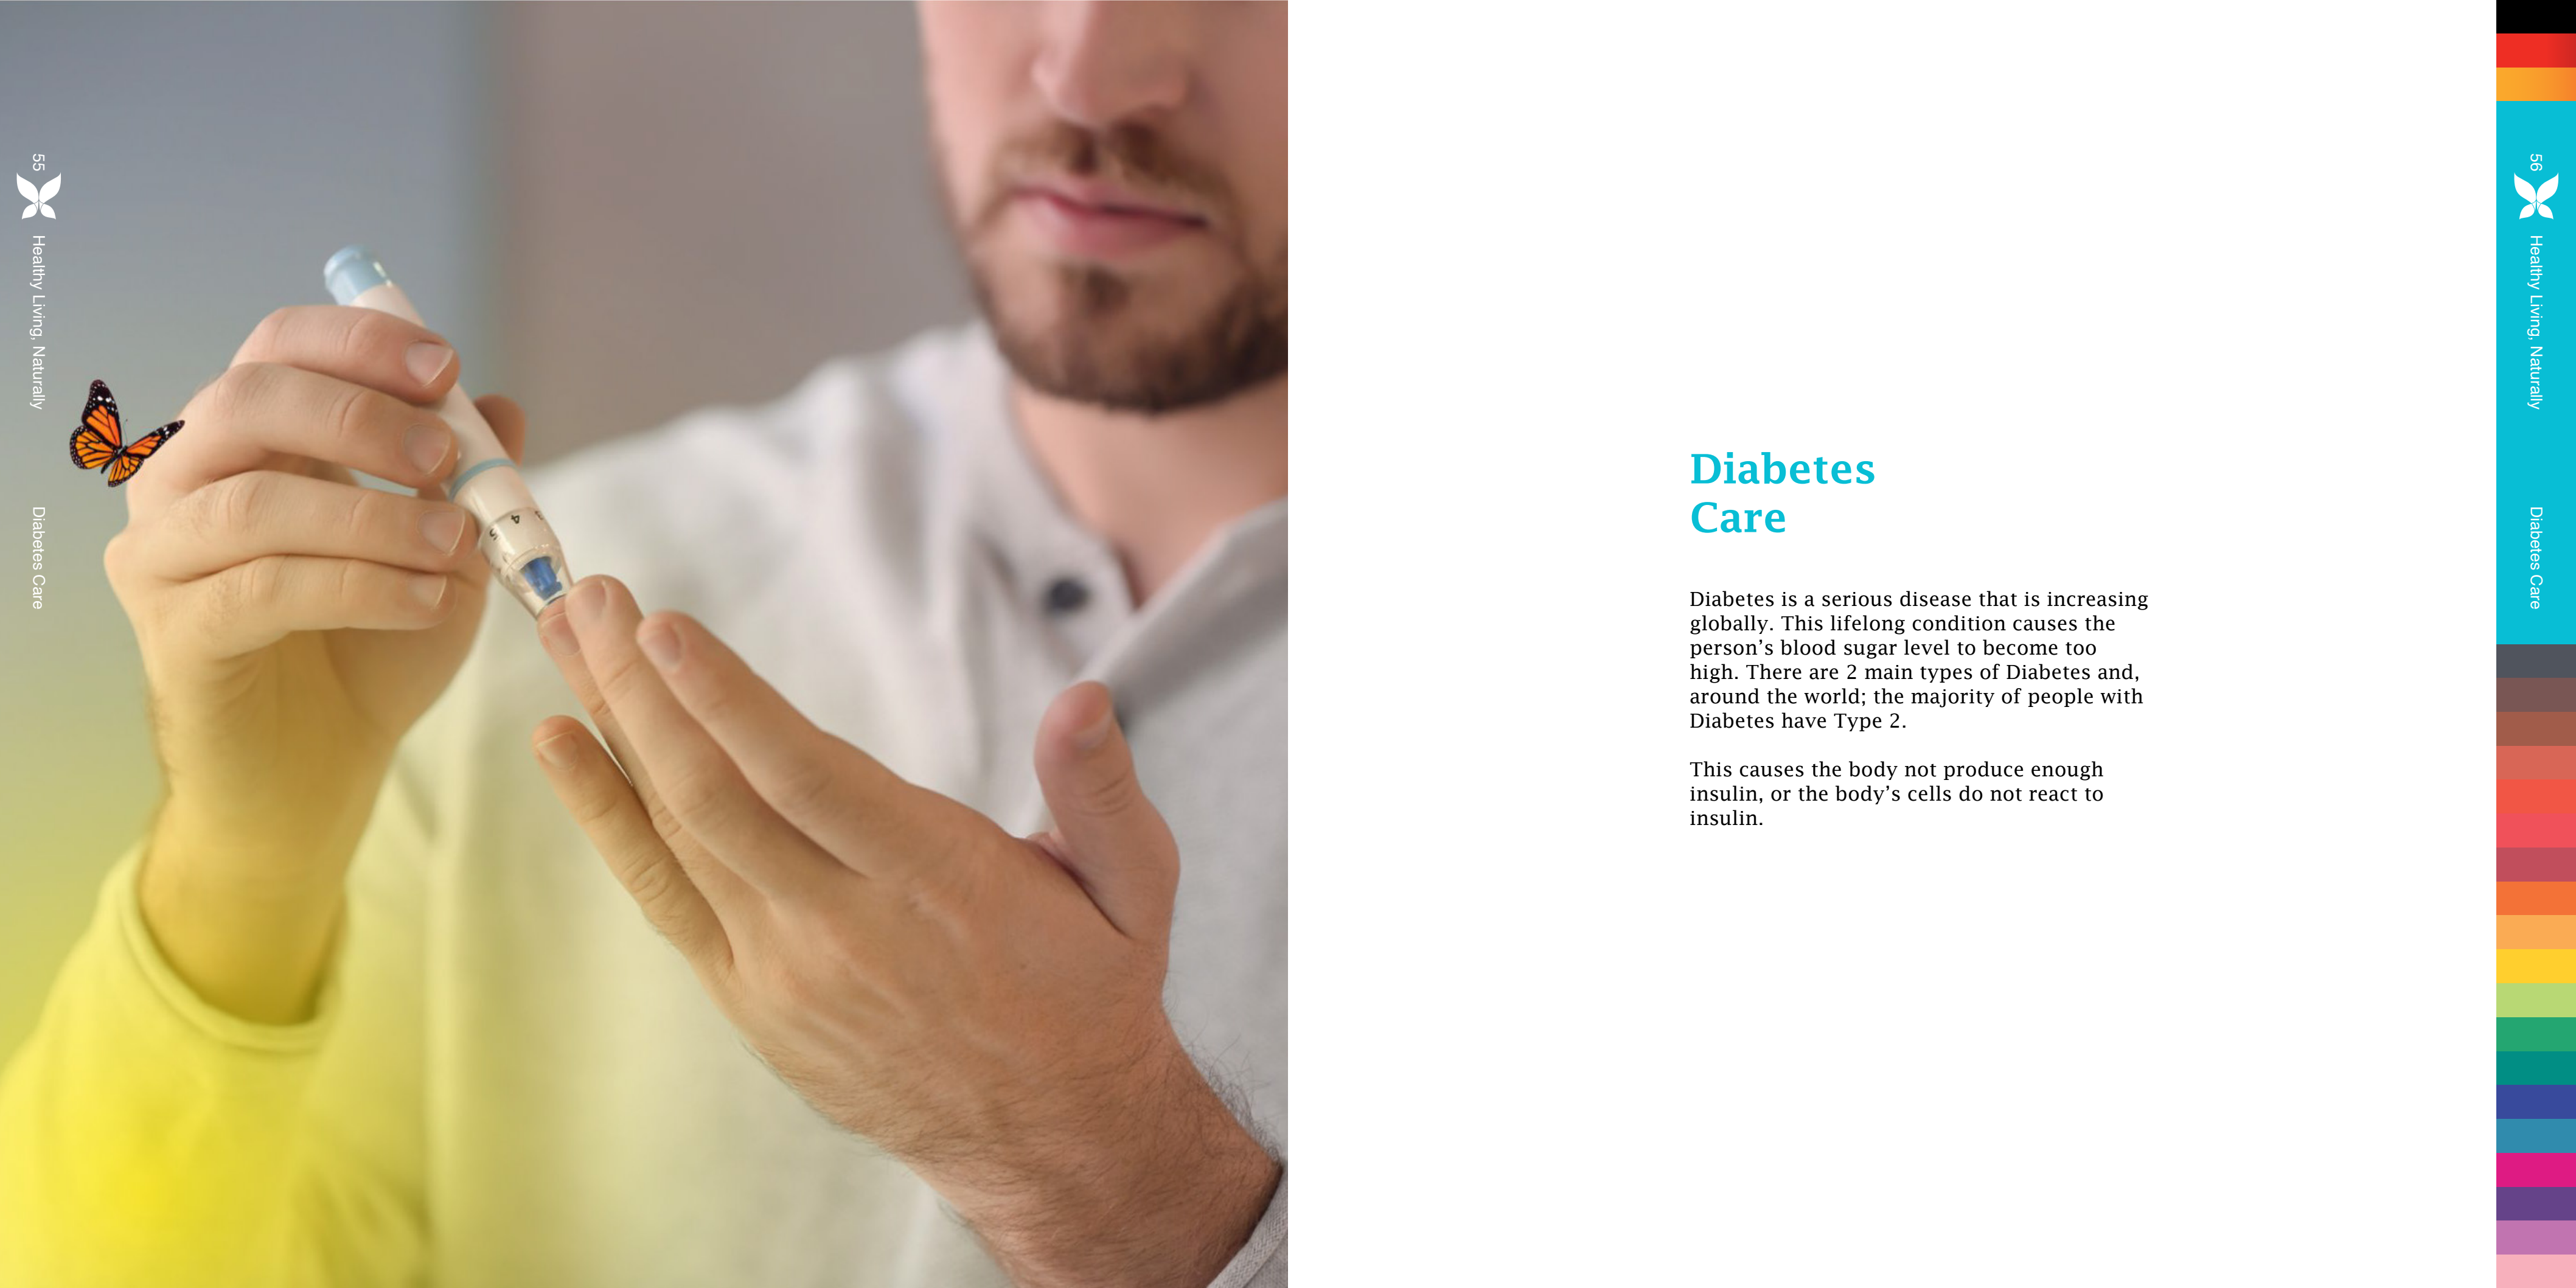 55
Healthy Living, Naturally
Diabetes Care
5
4
3
Diabetes
Care
Diabetes is a serious disease that is increasing
globally. This lifelong condition causes the
person’s blood sugar level to become too
high. There are 2 main types of Diabetes and,
around the world; the majority of people with
Diabetes have Type 2.
This causes the body not produce enough
insulin, or the body’s cells do not react to
insulin.
56
Healthy Living, Naturally
Diabetes Care